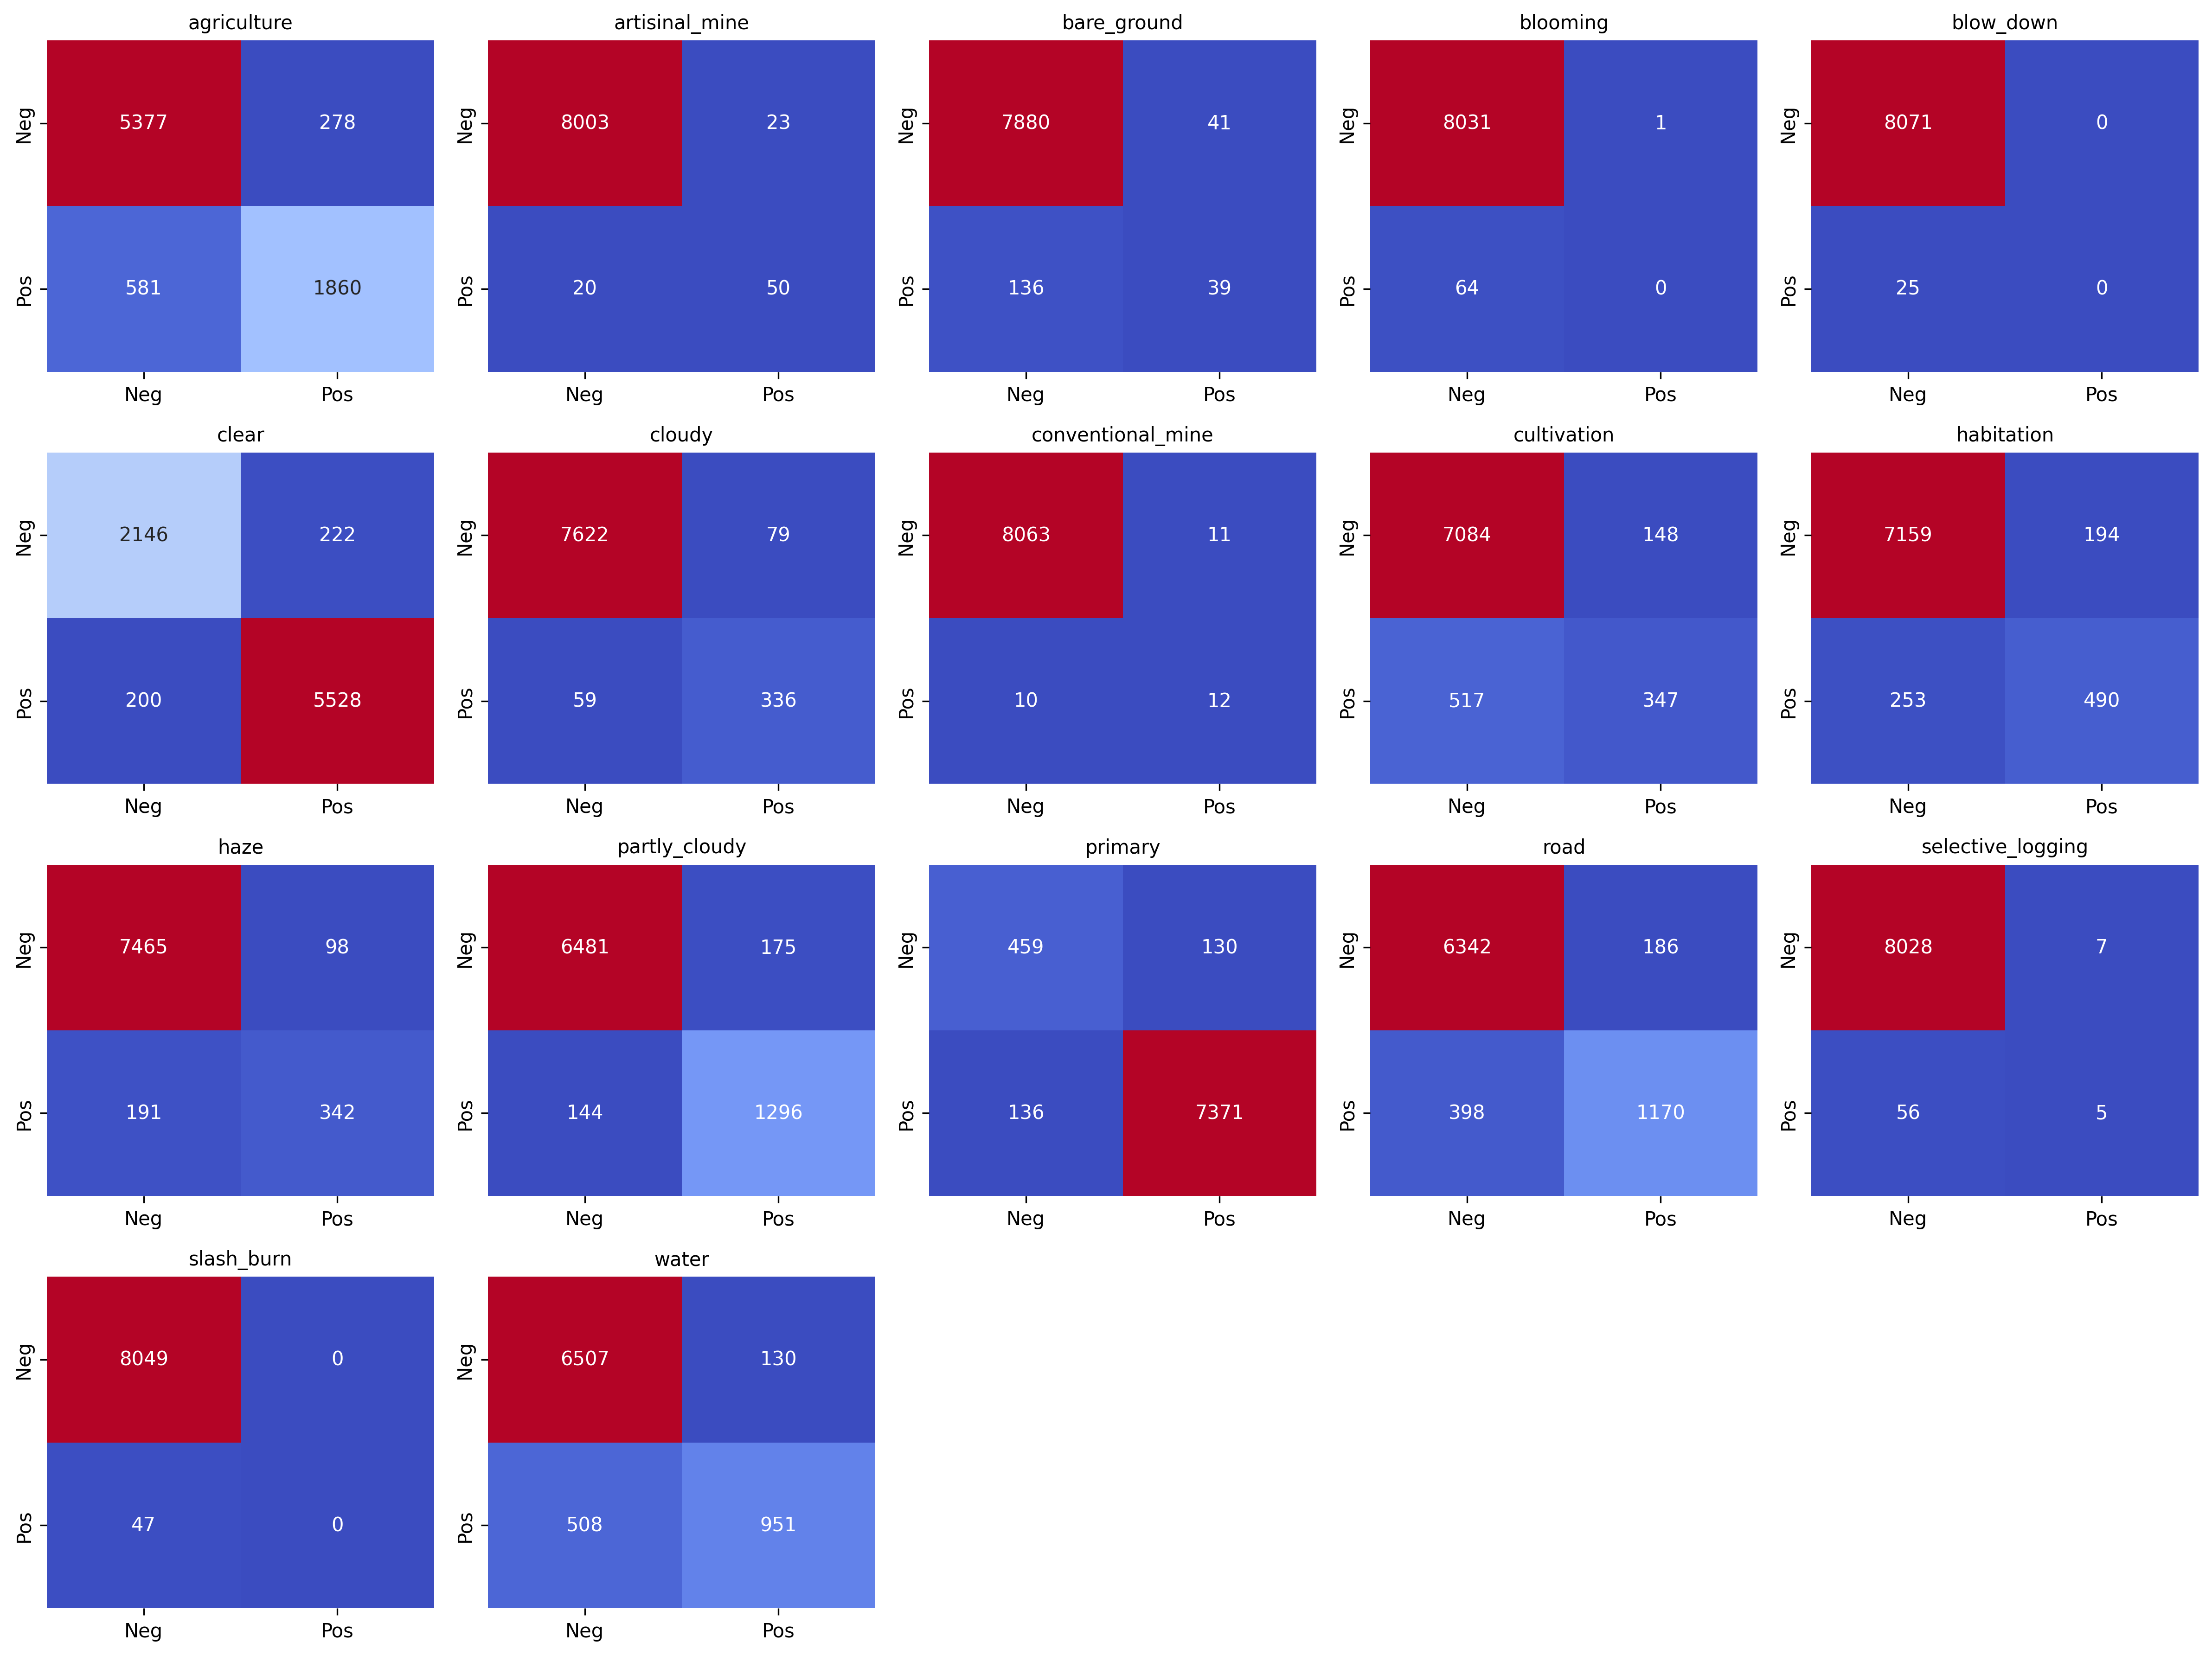 agriculture artisinal_mine bare_ground blooming blow_down
Neg 5377 278 Neg 8003 23 Neg 7880 41 Neg 8031 1 Neg 8071 0
Pos 581 1860 Pos 20 50 Pos 136 39 Pos 64 0 Pos 25 0
Neg Pos Neg Pos Neg Pos Neg Pos Neg Pos
clear cloudy conventional_mine cultivation habitation
Neg 2146 222 Neg 7622 79 Neg 8063 11 Neg 7084 148 Neg 7159 194
Pos 200 5528 Pos 59 336 Pos 10 12 Pos 517 347 Pos 253 490
Neg Pos Neg Pos Neg Pos Neg Pos Neg Pos
haze partly_cloudy primary road selective_logging
Neg 7465 98 Neg 6481 175 Neg 459 130 Neg 6342 186 Neg 8028 7
Pos 191 342 Pos 144 1296 Pos 136 7371 Pos 398 1170 Pos 56 5
Neg Pos Neg Pos Neg Pos Neg Pos Neg Pos
slash_burn water
Neg 8049 0 Neg 6507 130
Pos 47 0 Pos 508 951
Neg Pos Neg Pos